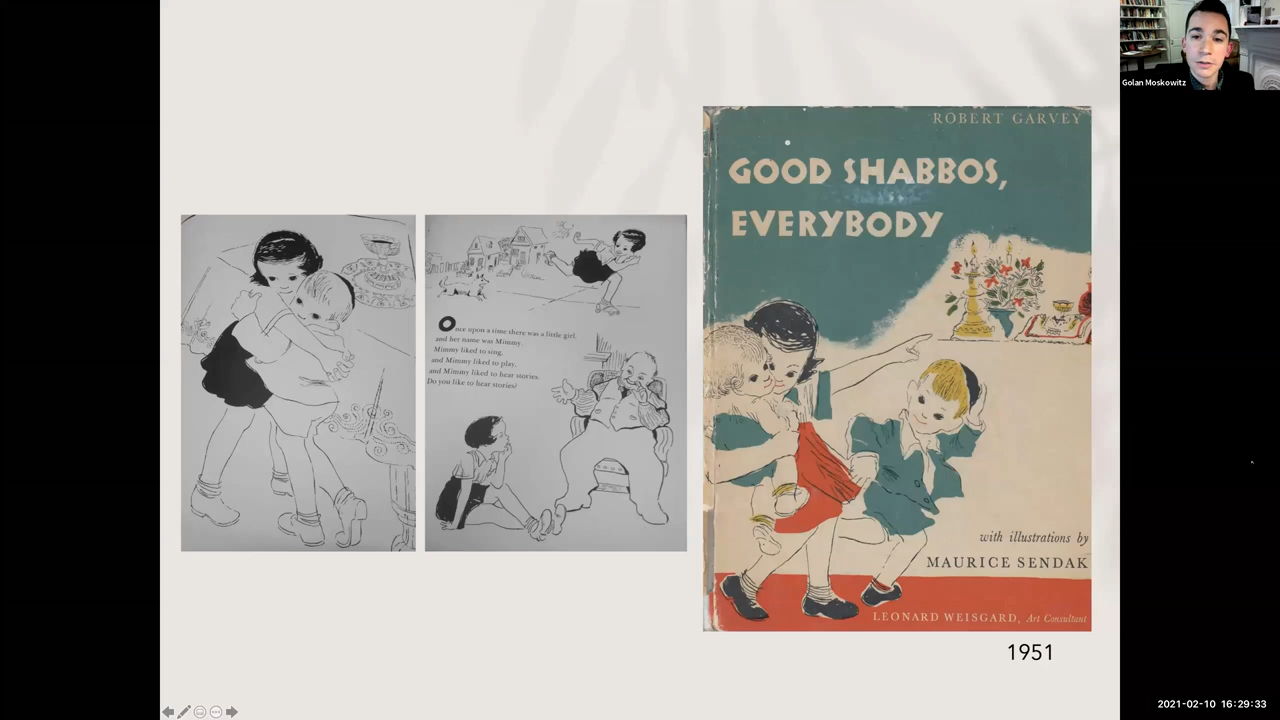 Golan Moskowitz
ROBERT GARVEY
GOOD SHABBOS,
EVERYBODY
Once upon a time there was a little girl,
and her name was Mimmy.
Mimmy liked to sing,
and Mimmy liked to play,
and Mimmy liked to hear stories.
Do you like to hear stories?
with illustrations by
MAURICE SENDAK
LEONARD WEISGARD, Art Consultant
1951
2021-02-10 16:29:33